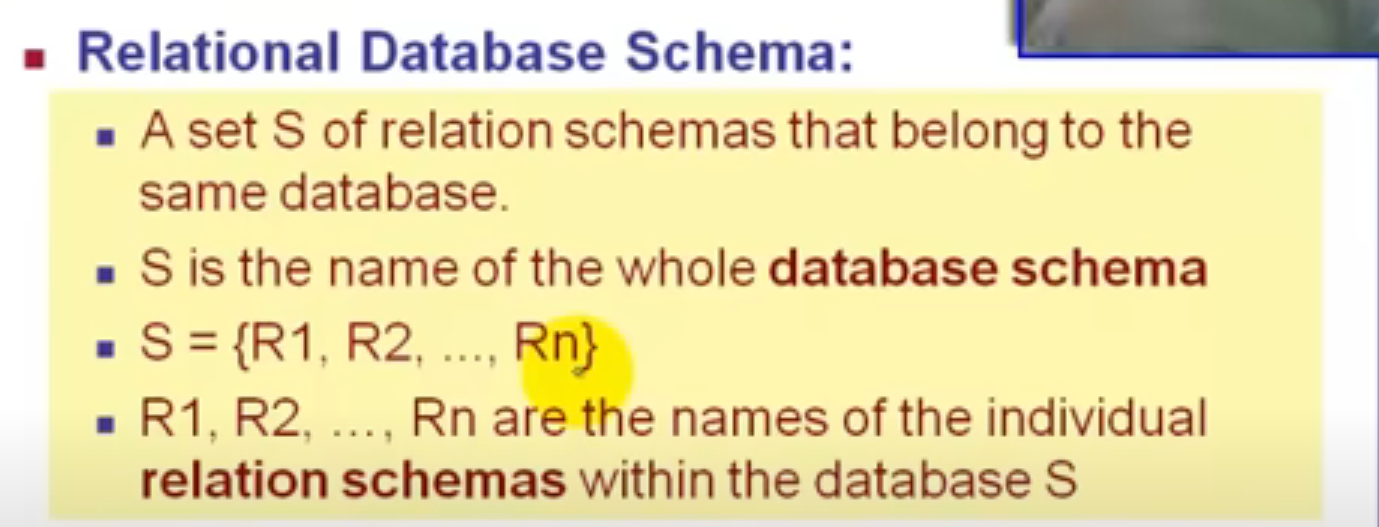 Relational Database Schema:
A set S of relation schemas that belong to the
same database.
S is the name of the whole database schema
S = {R1, R2, ..., Rn}
R1, R2, ..., Rn are the names of the individual
relation schemas within the database S